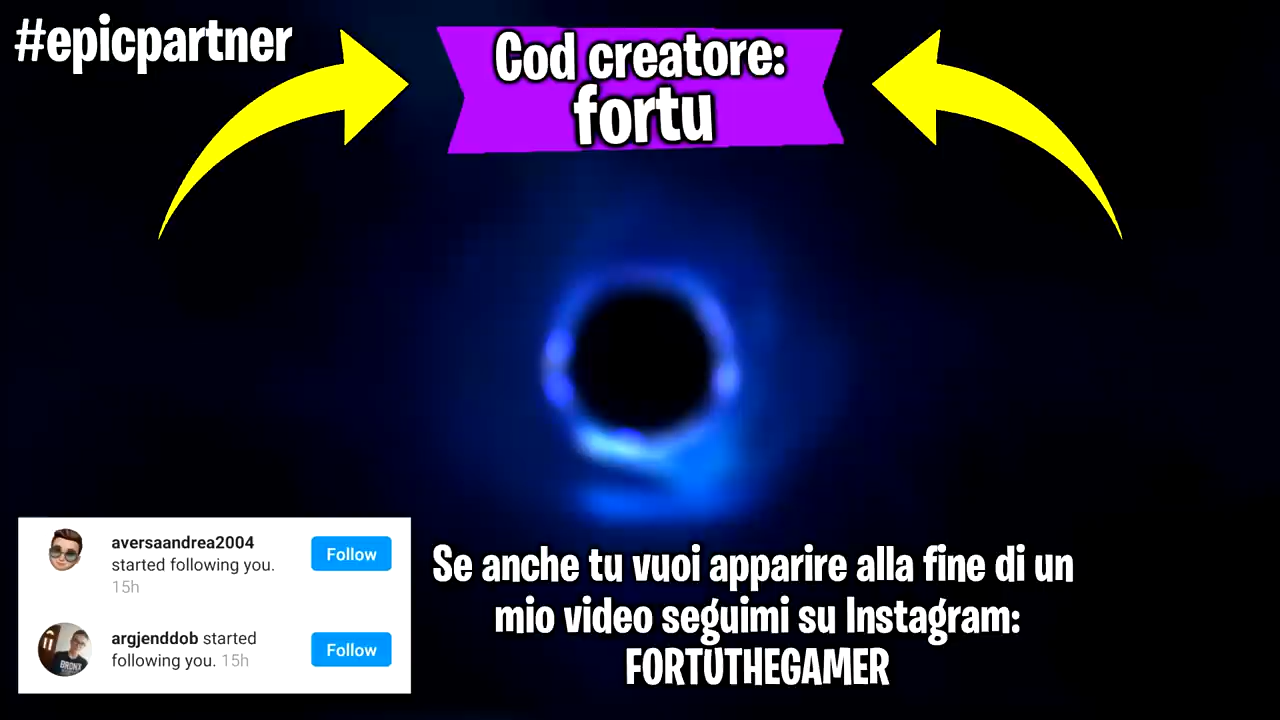 #epicpartner
Cod creatore:
fortu
aversaandrea2004
started following you.
15h
Follow
argjenddob started
following you. 15h
Follow
BRONX
Se anche tu vuoi apparire alla fine di un
mio video seguimi su Instagram:
FORTUTHEGAMER